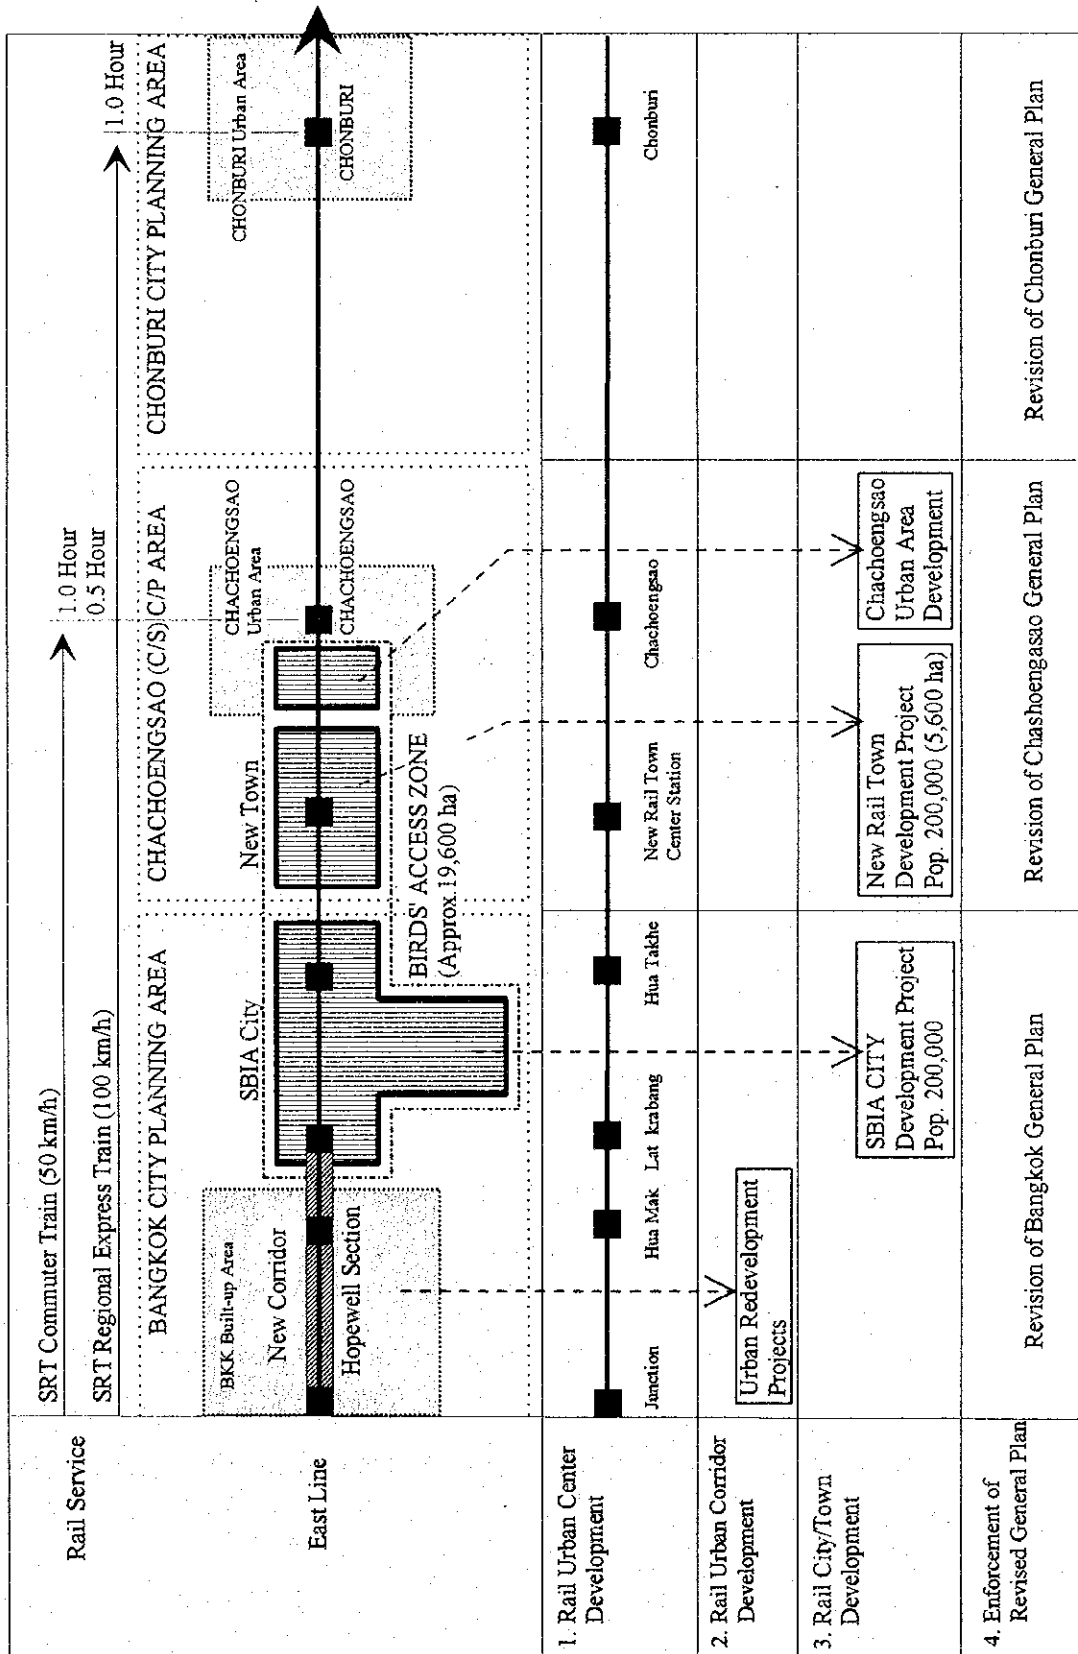 Rail Service
SRT Commuter Train (50 km/h)
1.0 Hour
SRT Regional Express Train (100 km/h)
0.5 Hour
1.0 Hour
East Line
BANGKOK CITY PLANNING AREA
CHACHOENGSAO (C/S) C/P AREA
CHONBURI CITY PLANNING AREA
BKK Built-up Area
New Corridor
Hopewell Section
SBIA City
New Town
CHACHOENGSAO
Urban Area
CHACHOENGSAO
CHONBURI Urban Area
CHONBURI
BIRDS' ACCESS ZONE
(Approx.19,600 ha)
1. Rail Urban Center
Development
Junction
Hua Mak
Lat krabang
Hua Takhe
New Rail Town
Center Station
Chachoengsao
Chonburi
2. Rail Urban Corridor
Development
Urban Redevelopment
Projects
3. Rail City/Town
Development
SBIA CITY
Development Project
Pop. 200,000
New Rail Town
Development Project
Pop. 200,000 (5,600 ha)
Chachoengsao
Urban Area
Development
4. Enforcement of
Revised General Plan
Revision of Bangkok General Plan
Revision of Chashoengasao General Plan
Revision of Chonburi General Plan